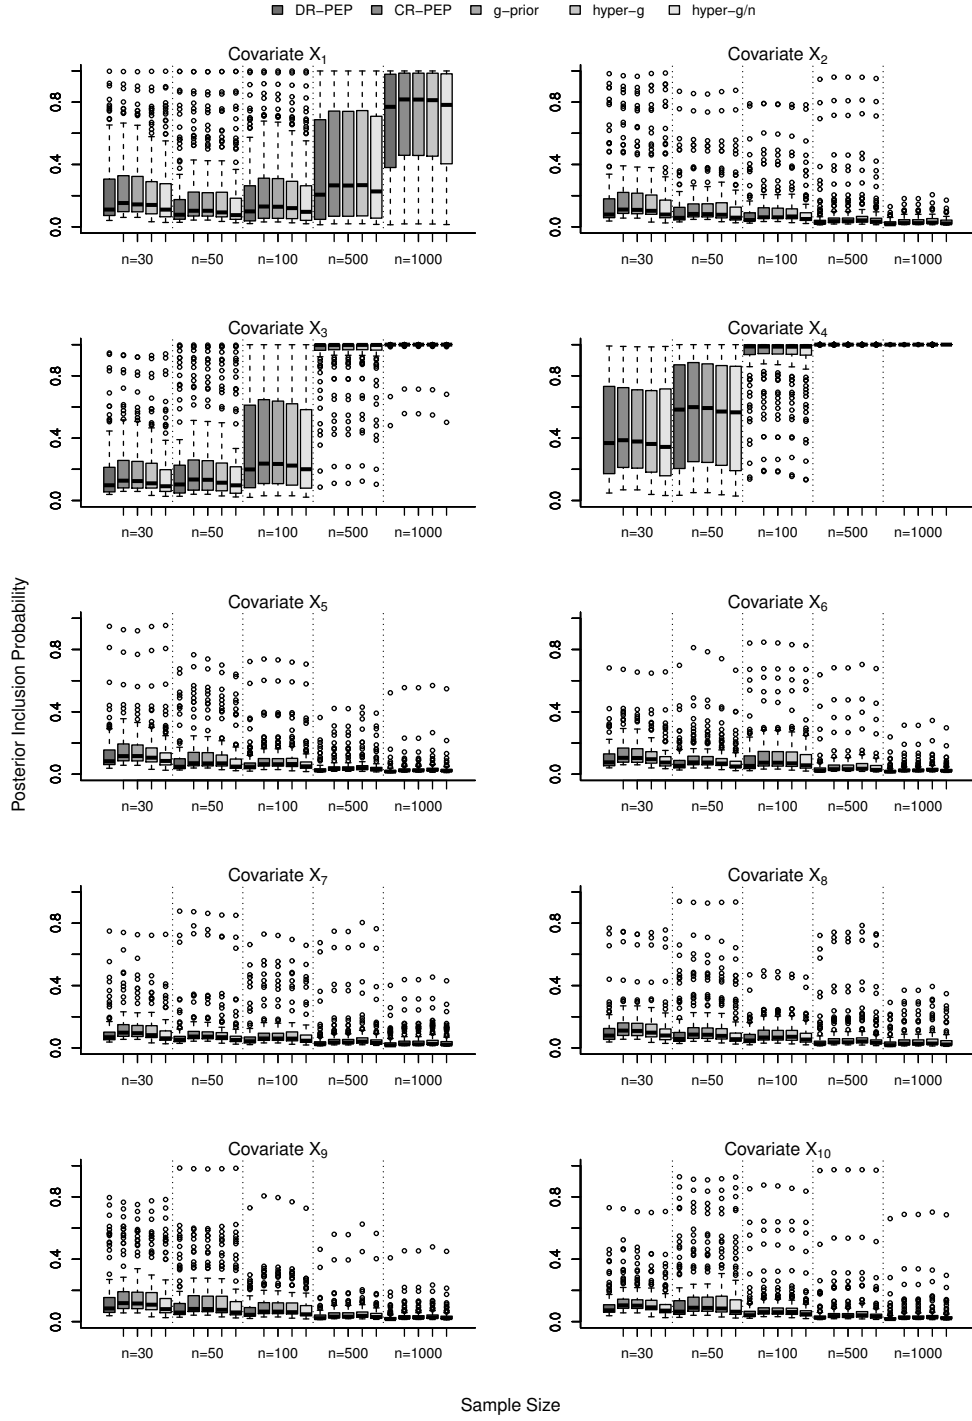 DR−PEP CR−PEP g−prior hyper−g hyper−g/n
Covariate X1 Covariate X2
0.0 0.4 0.8 0.0 0.4 0.8
n=30 n=50 n=100 n=500 n=1000 n=30 n=50 n=100 n=500 n=1000
Covariate X3 Covariate X4
0.0 0.4 0.8 0.0 0.4 0.8
n=30 n=50 n=100 n=500 n=1000 n=30 n=50 n=100 n=500 n=1000
Posterior Inclusion Probability
Covariate X5 Covariate X6
0.0 0.4 0.8 0.0 0.4 0.8
n=30 n=50 n=100 n=500 n=1000 n=30 n=50 n=100 n=500 n=1000
Covariate X7 Covariate X8
0.0 0.4 0.8 0.0 0.4 0.8
n=30 n=50 n=100 n=500 n=1000 n=30 n=50 n=100 n=500 n=1000
Covariate X9 Covariate X10
0.0 0.4 0.8 0.0 0.4 0.8
n=30 n=50 n=100 n=500 n=1000 n=30 n=50 n=100 n=500 n=1000
Sample Size